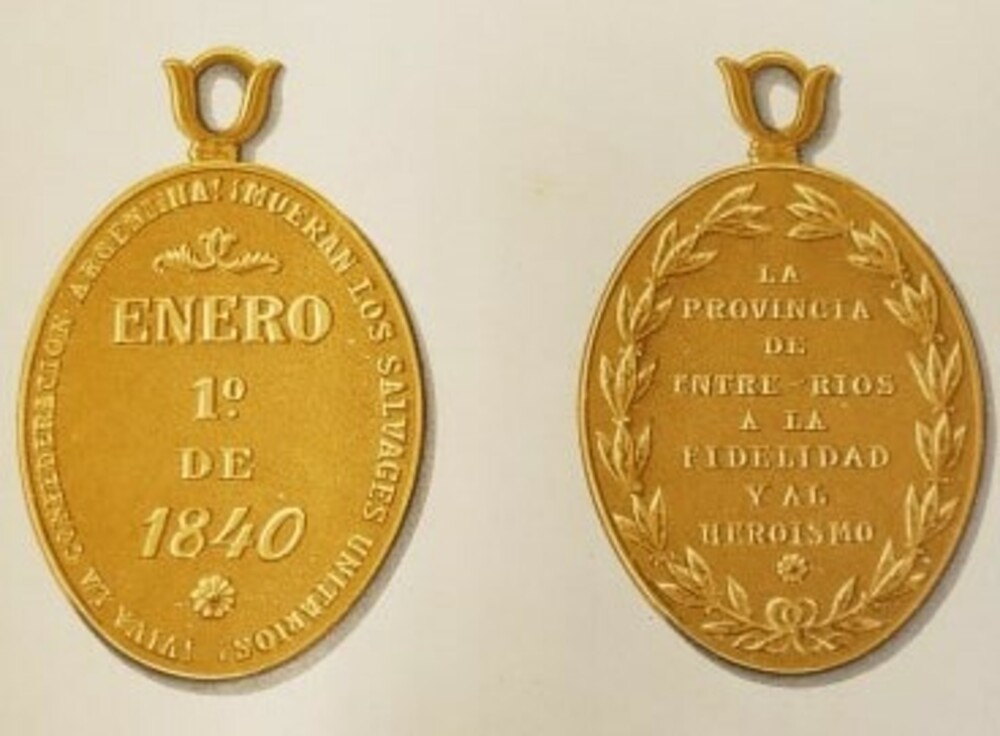 ¡VIVA LA CONFEDERACION ARGENTINA! ¡MUERAN LOS SALVAGES UNITARIOS!
ENERO
1º
DE
1840
LA
PROVINCIA
DE
ENTRE-RIOS
A LA
FIDELIDAD
Y AL
HEROISMO